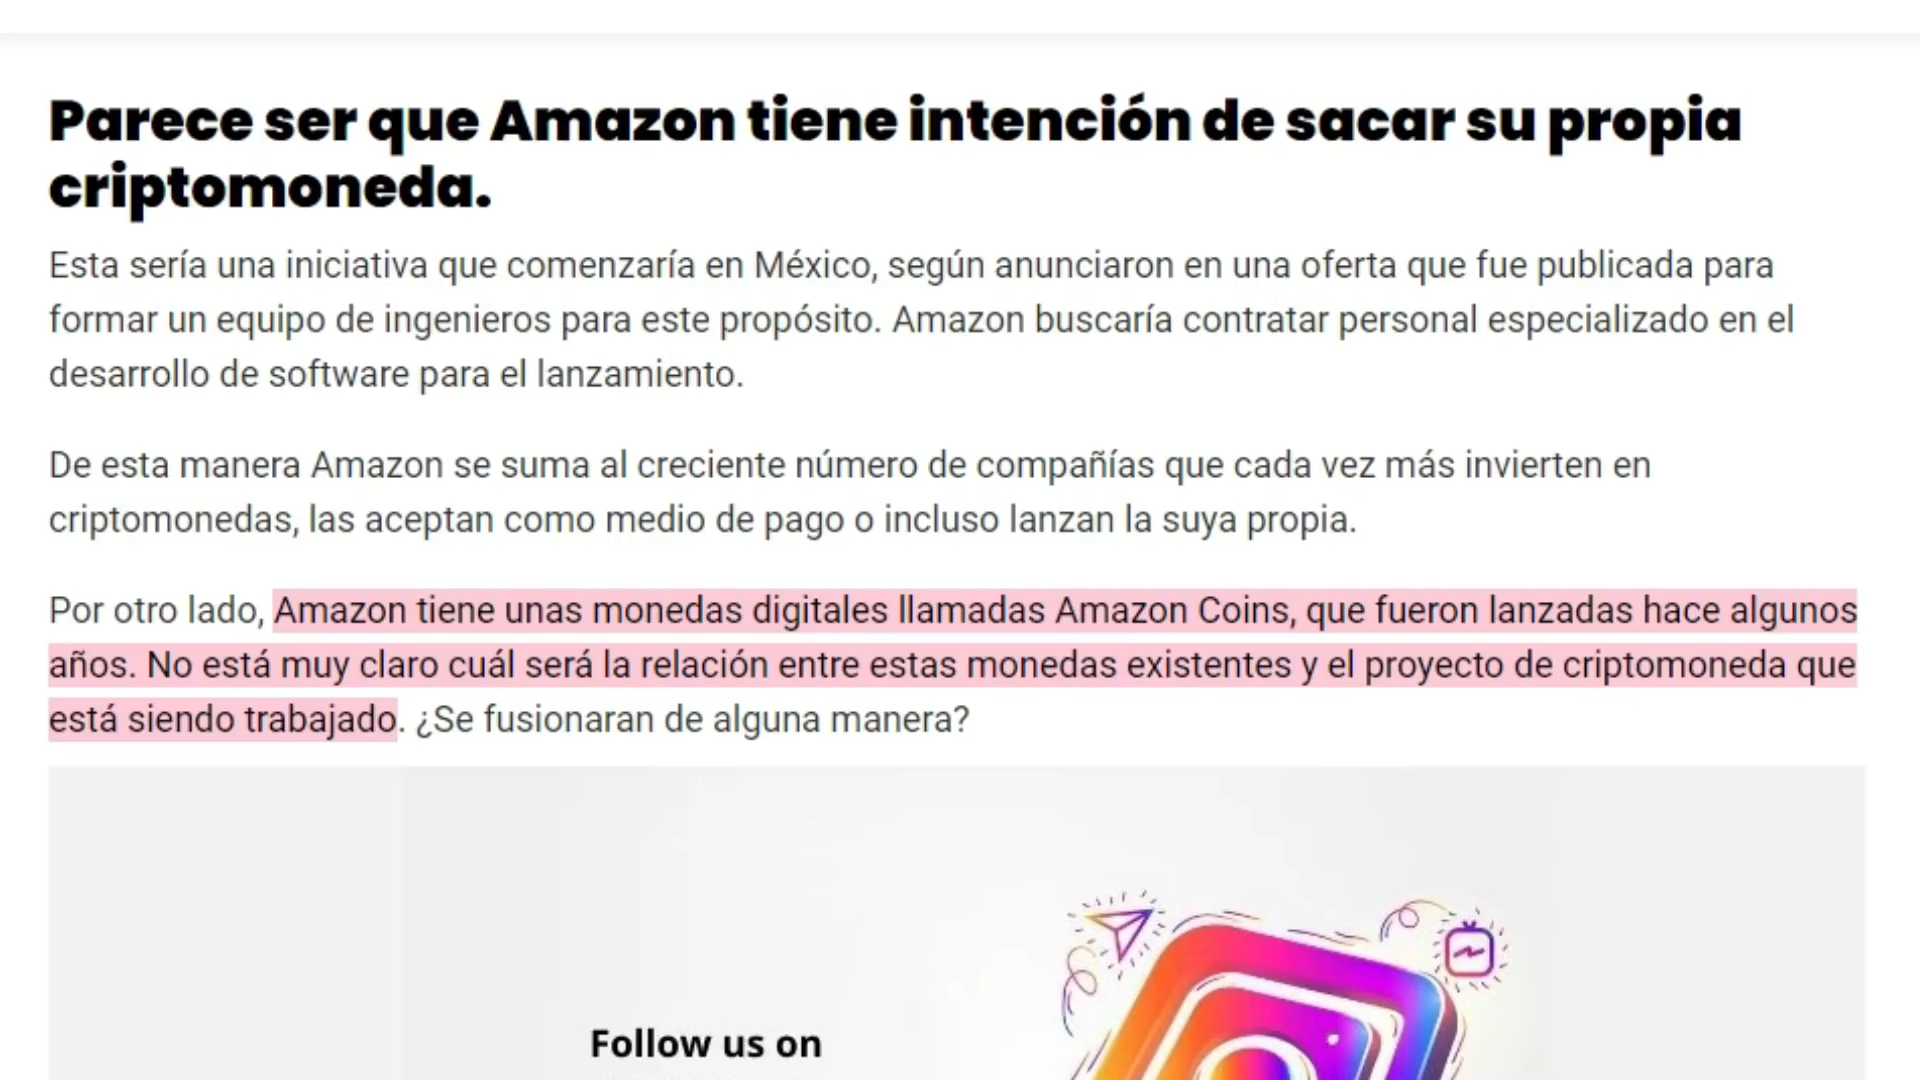 Parece ser que Amazon tiene intención de sacar su propia
criptomoneda.
Esta sería una iniciativa que comenzaría en México, según anunciaron en una oferta que fue publicada para
formar un equipo de ingenieros para este propósito. Amazon buscaría contratar personal especializado en el
desarrollo de software para el lanzamiento.
De esta manera Amazon se suma al creciente número de compañías que cada vez más invierten en
criptomonedas, las aceptan como medio de pago o incluso lanzan la suya propia.
Por otro lado, Amazon tiene unas monedas digitales llamadas Amazon Coins, que fueron lanzadas hace algunos
años. No está muy claro cuál será la relación entre estas monedas existentes y el proyecto de criptomoneda que
está siendo trabajado. ¿Se fusionaran de alguna manera?
Follow us on